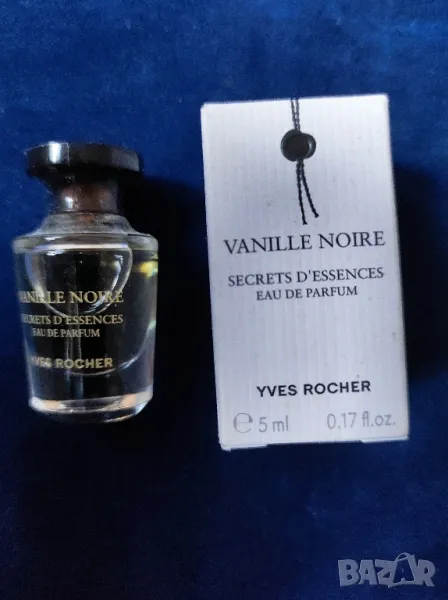 VANILLE NOIRE
SECRETS D'ESSENCES
EAU DE PARFUM
YVES ROCHER
VANILLE NOIRE
SECRETS D'ESSENCES
EAU DE PARFUM
YVES ROCHER
℮ 5 ml 0.17 fl.oz.
BAZAR